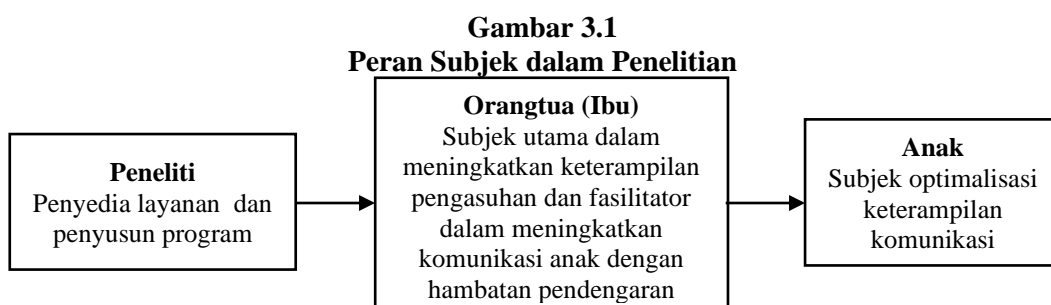 Gambar 3.1
Peran Subjek dalam Penelitian
Peneliti
Penyedia layanan dan
penyusun program
Orangtua (Ibu)
Subjek utama dalam
meningkatkan keterampilan
pengasuhan dan fasilitator
dalam meningkatkan
komunikasi anak dengan
hambatan pendengaran
Anak
Subjek optimalisasi
keterampilan
komunikasi